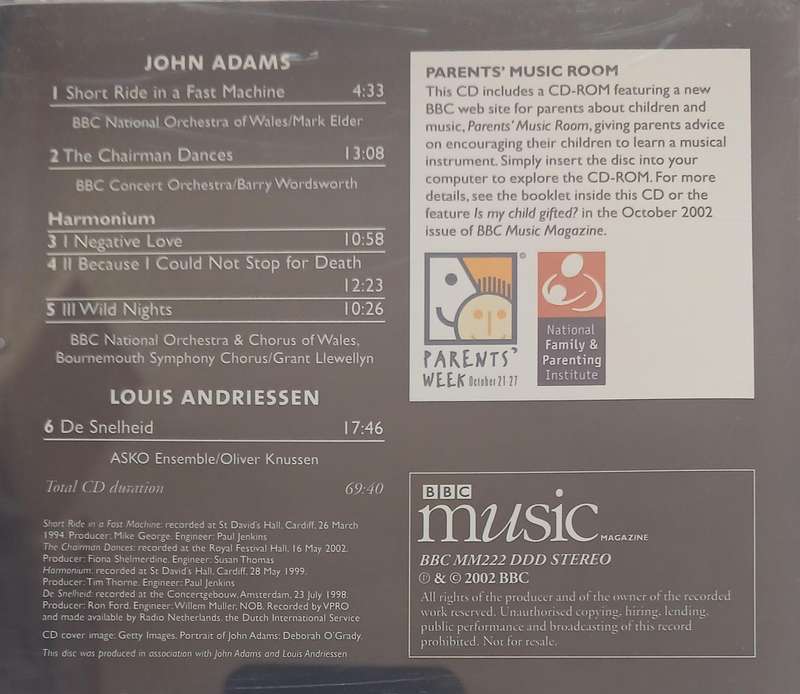 JOHN ADAMS
1 Short Ride in a Fast Machine 4:33
BBC National Orchestra of Wales/Mark Elder
2 The Chairman Dances 13:08
BBC Concert Orchestra/Barry Wordsworth
Harmonium
3 I Negative Love 10:58
4 II Because I Could Not Stop for Death
12:23
5 III Wild Nights 10:26
BBC National Orchestra & Chorus of Wales,
Bournemouth Symphony Chorus/Grant Llewellyn
LOUIS ANDRIESSEN
6 De Snelheid 17:46
ASKO Ensemble/Oliver Knussen
Total CD duration 69:40
Short Ride in a Fast Machine: recorded at St David's Hall, Cardiff, 26 March
1994. Producer: Mike George. Engineer: Paul Jenkins
The Chairman Dances: recorded at the Royal Festival Hall, 16 May 2002.
Producer: Fiona Shelmerdine. Engineer: Susan Thomas
Harmonium: recorded at St David's Hall, Cardiff, 28 May 1999.
Producer: Tim Thorne. Engineer: Paul Jenkins
De Snelheid: recorded at the Concertgebouw, Amsterdam, 23 July 1998.
Producer: Ron Ford. Engineer: Willem Muller, NOB. Recorded by VPRO
and made available by Radio Netherlands, the Dutch International Service
CD cover image: Getty Images. Portrait of John Adams: Deborah O'Grady.
This disc was produced in association with John Adams and Louis Andriessen
PARENTS' MUSIC ROOM
This CD includes a CD-ROM featuring a new
BBC web site for parents about children and
music, Parents' Music Room, giving parents advice
on encouraging their children to learn a musical
instrument. Simply insert the disc into your
computer to explore the CD-ROM. For more
details, see the booklet inside this CD or the
feature Is my child gifted? in the October 2002
issue of BBC Music Magazine.
©
PARENTS'
WEEK October 21-27
National
Family &
Parenting
Institute
BBC
music
MAGAZINE
BBC MM222 DDD STEREO
℗ & © 2002 BBC
All rights of the producer and of the owner of the recorded
work reserved. Unauthorised copying, hiring, lending,
public performance and broadcasting of this record
prohibited. Not for resale.